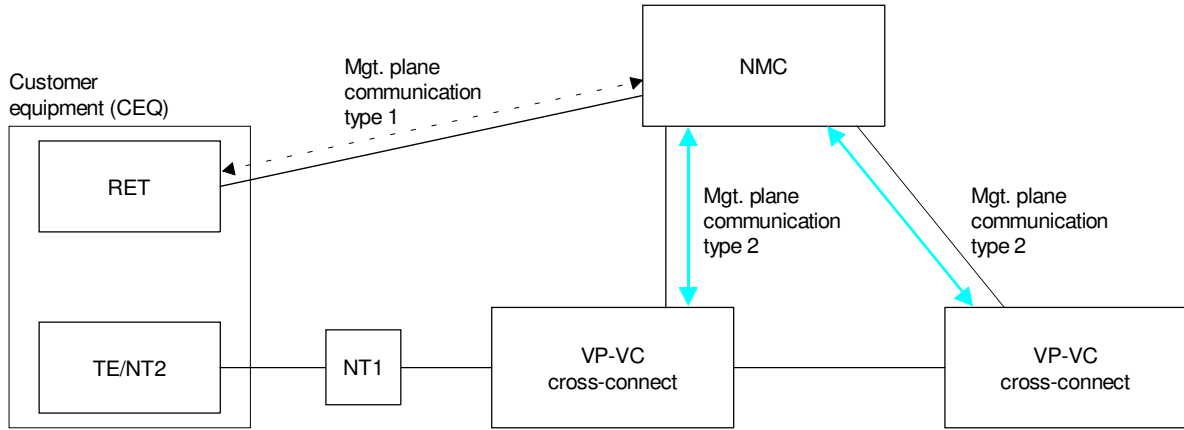 Customer
equipment (CEQ)
RET
TE/NT2
Mgt. plane
communication
type 1
NT1
NMC
Mgt. plane
communication
type 2
Mgt. plane
communication
type 2
VP-VC
cross-connect
VP-VC
cross-connect